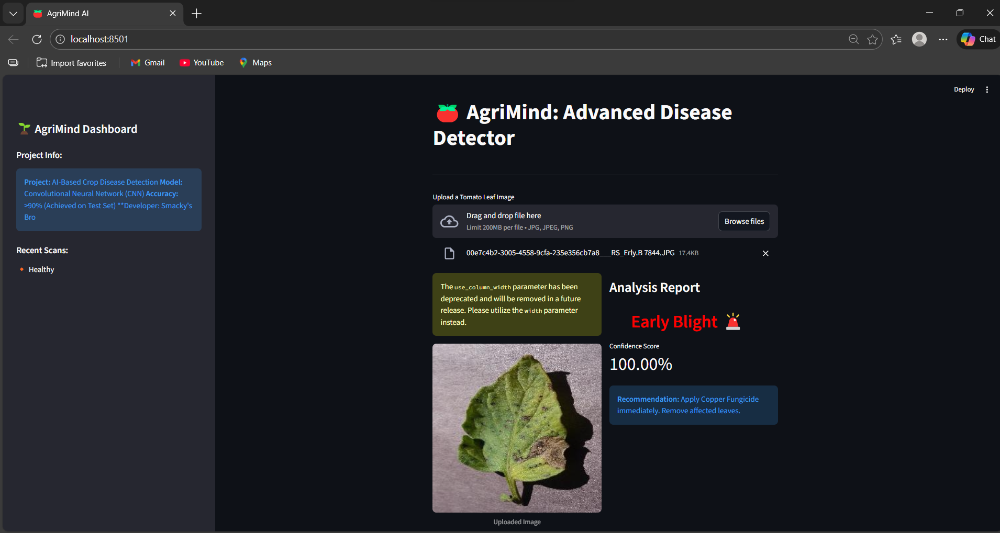 AgriMind AI
localhost:8501
Chat
Import favorites
Gmail
YouTube
Maps
Deploy
AgriMind Dashboard
Project Info:
Project: AI-Based Crop Disease Detection Model:
Convolutional Neural Network (CNN) Accuracy:
>90% (Achieved on Test Set) **Developer: Smacky's
Bro
Recent Scans:
Healthy
AgriMind: Advanced Disease
Detector
Upload a Tomato Leaf Image
Drag and drop file here
Limit 200MB per file • JPG, JPEG, PNG
Browse files
00e7c4b2-3005-4558-9cfa-235e356cb7a8___RS_Erly.B 7844.JPG 17.4KB
The use_column_width parameter has been
deprecated and will be removed in a future
release. Please utilize the width parameter
instead.
Uploaded Image
Analysis Report
Early Blight
Confidence Score
100.00%
Recommendation: Apply Copper Fungicide
immediately. Remove affected leaves.